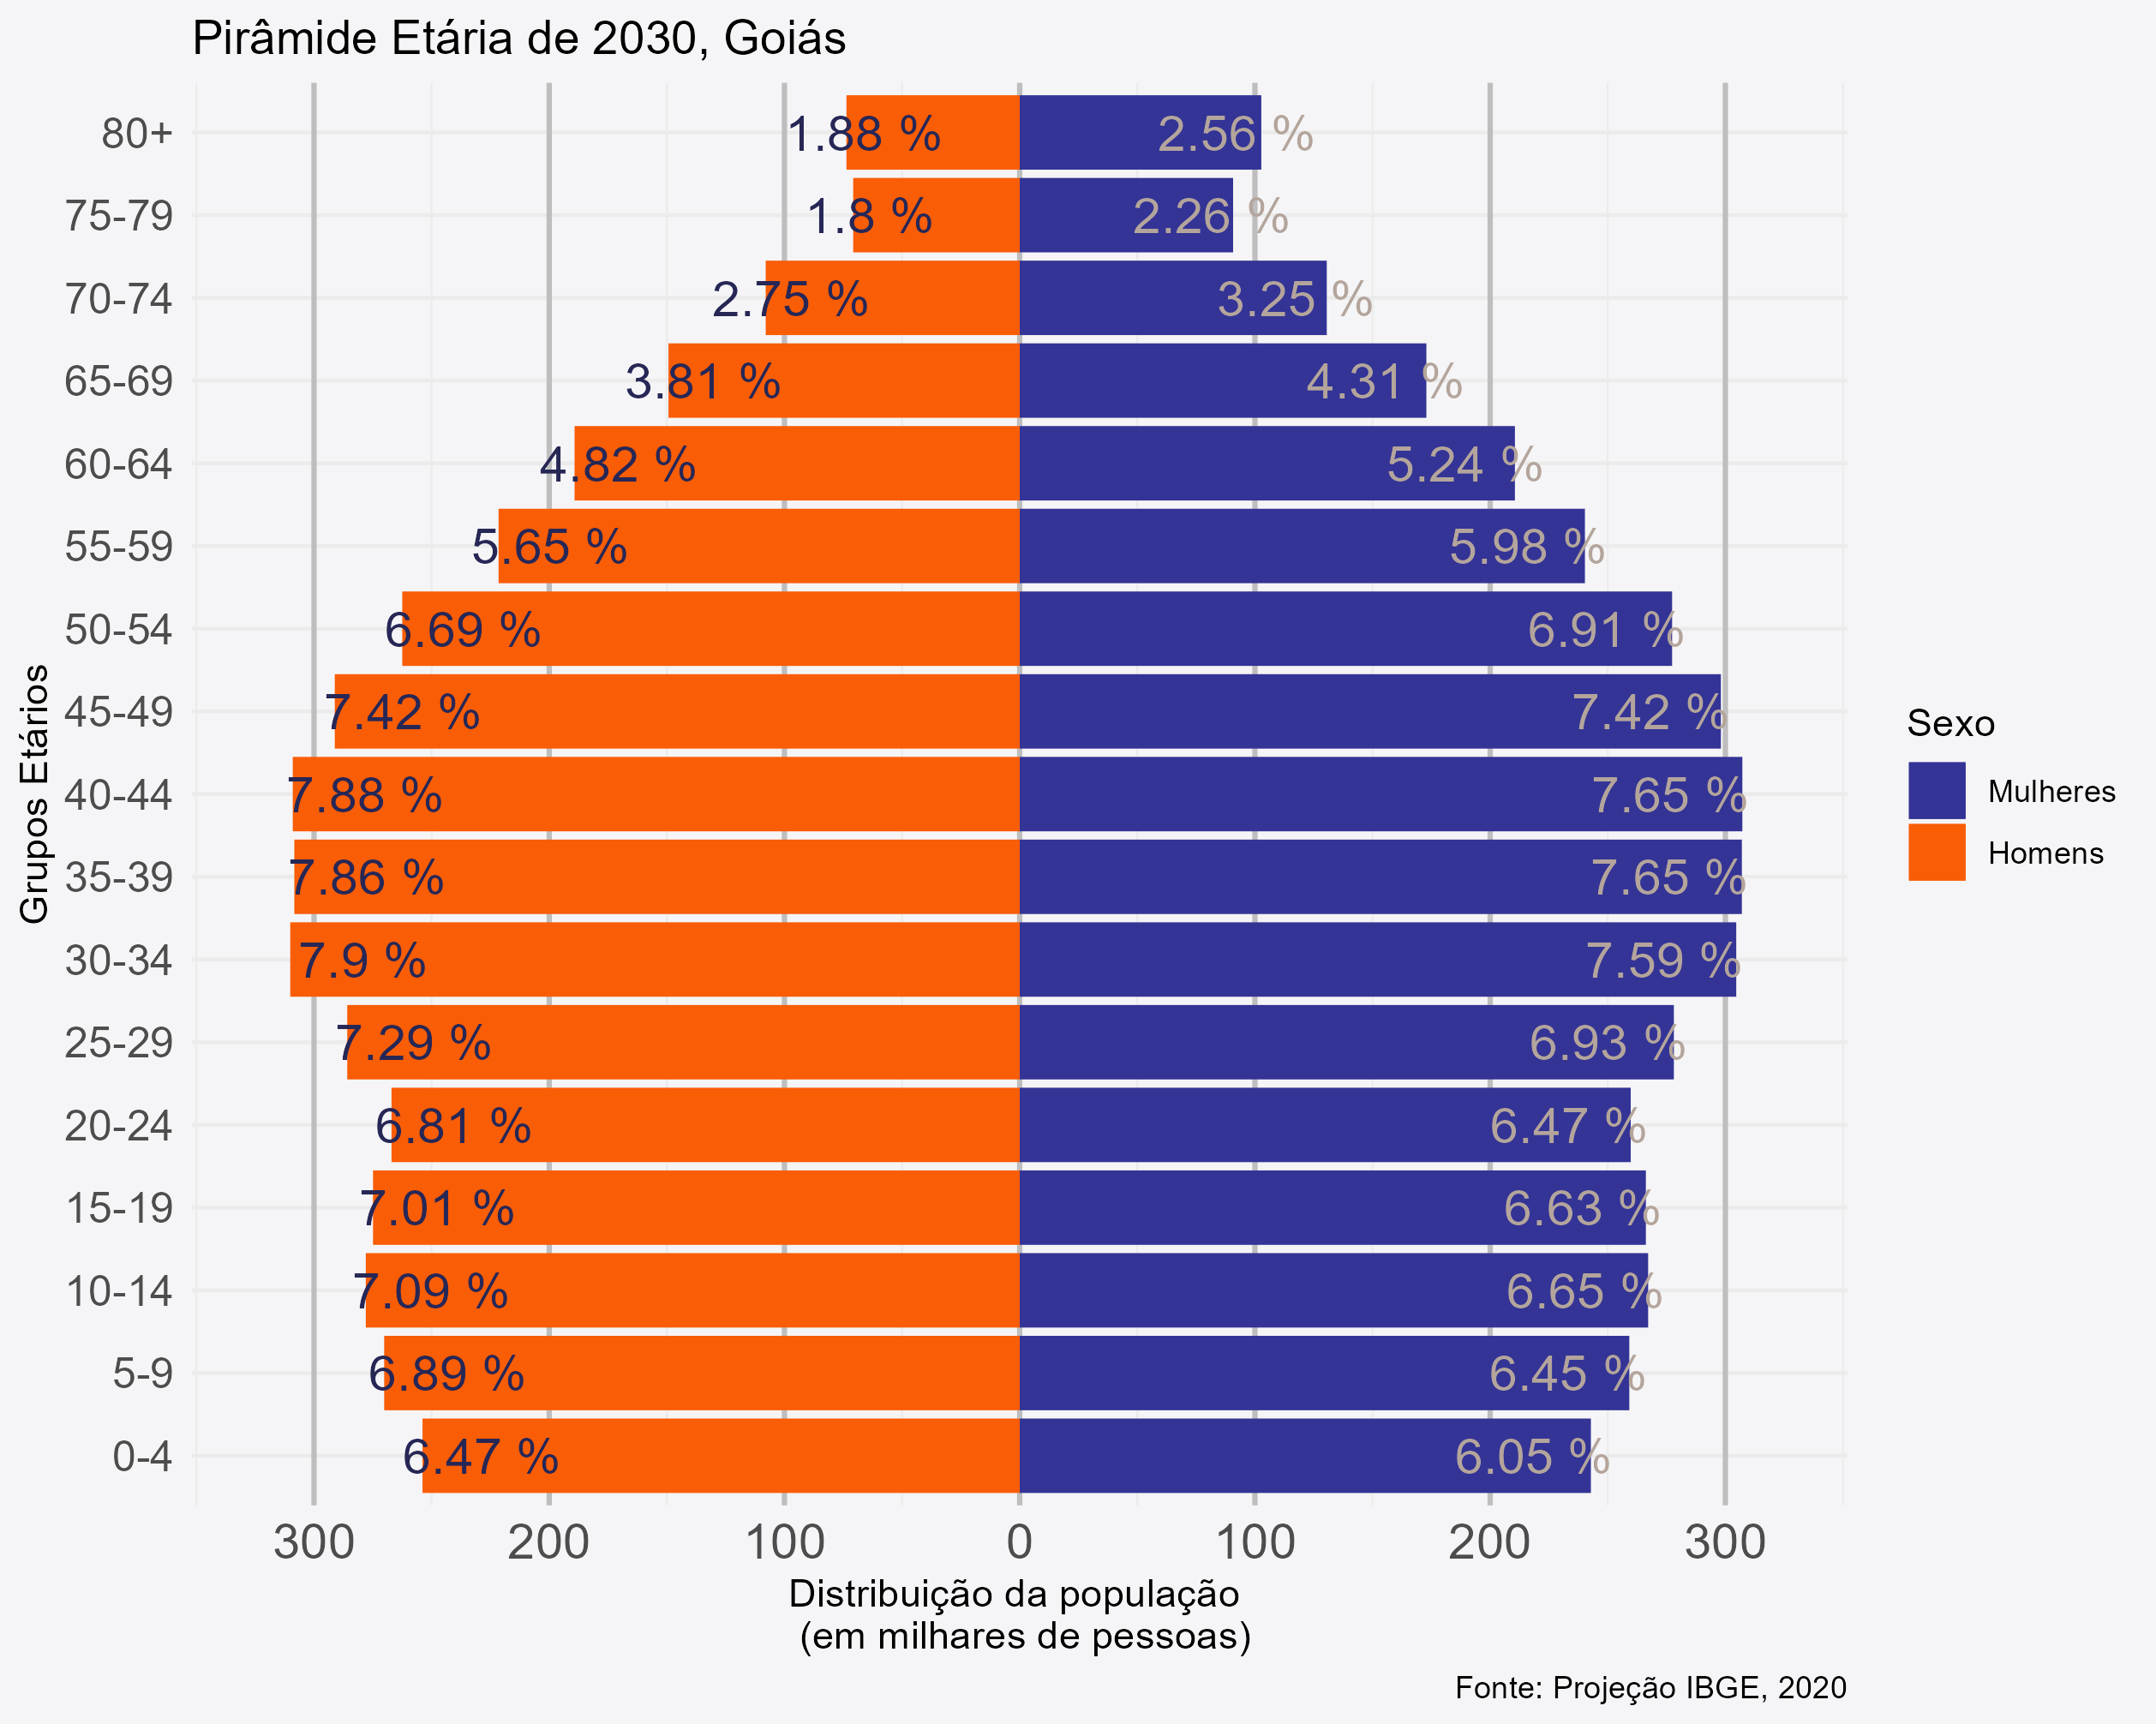 Pirâmide Etária de 2030, Goiás
Grupos Etários
80+ 1.88 % 2.56 %
75-79 1.8 % 2.26 %
70-74 2.75 % 3.25 %
65-69 3.81 % 4.31 %
60-64 4.82 % 5.24 %
55-59 5.65 % 5.98 %
50-54 6.69 % 6.91 %
45-49 7.42 % 7.42 %
40-44 7.88 % 7.65 %
35-39 7.86 % 7.65 %
30-34 7.9 % 7.59 %
25-29 7.29 % 6.93 %
20-24 6.81 % 6.47 %
15-19 7.01 % 6.63 %
10-14 7.09 % 6.65 %
5-9 6.89 % 6.45 %
0-4 6.47 % 6.05 %
300 200 100 0 100 200 300
Distribuição da população
(em milhares de pessoas)
Sexo
Mulheres
Homens
Fonte: Projeção IBGE, 2020